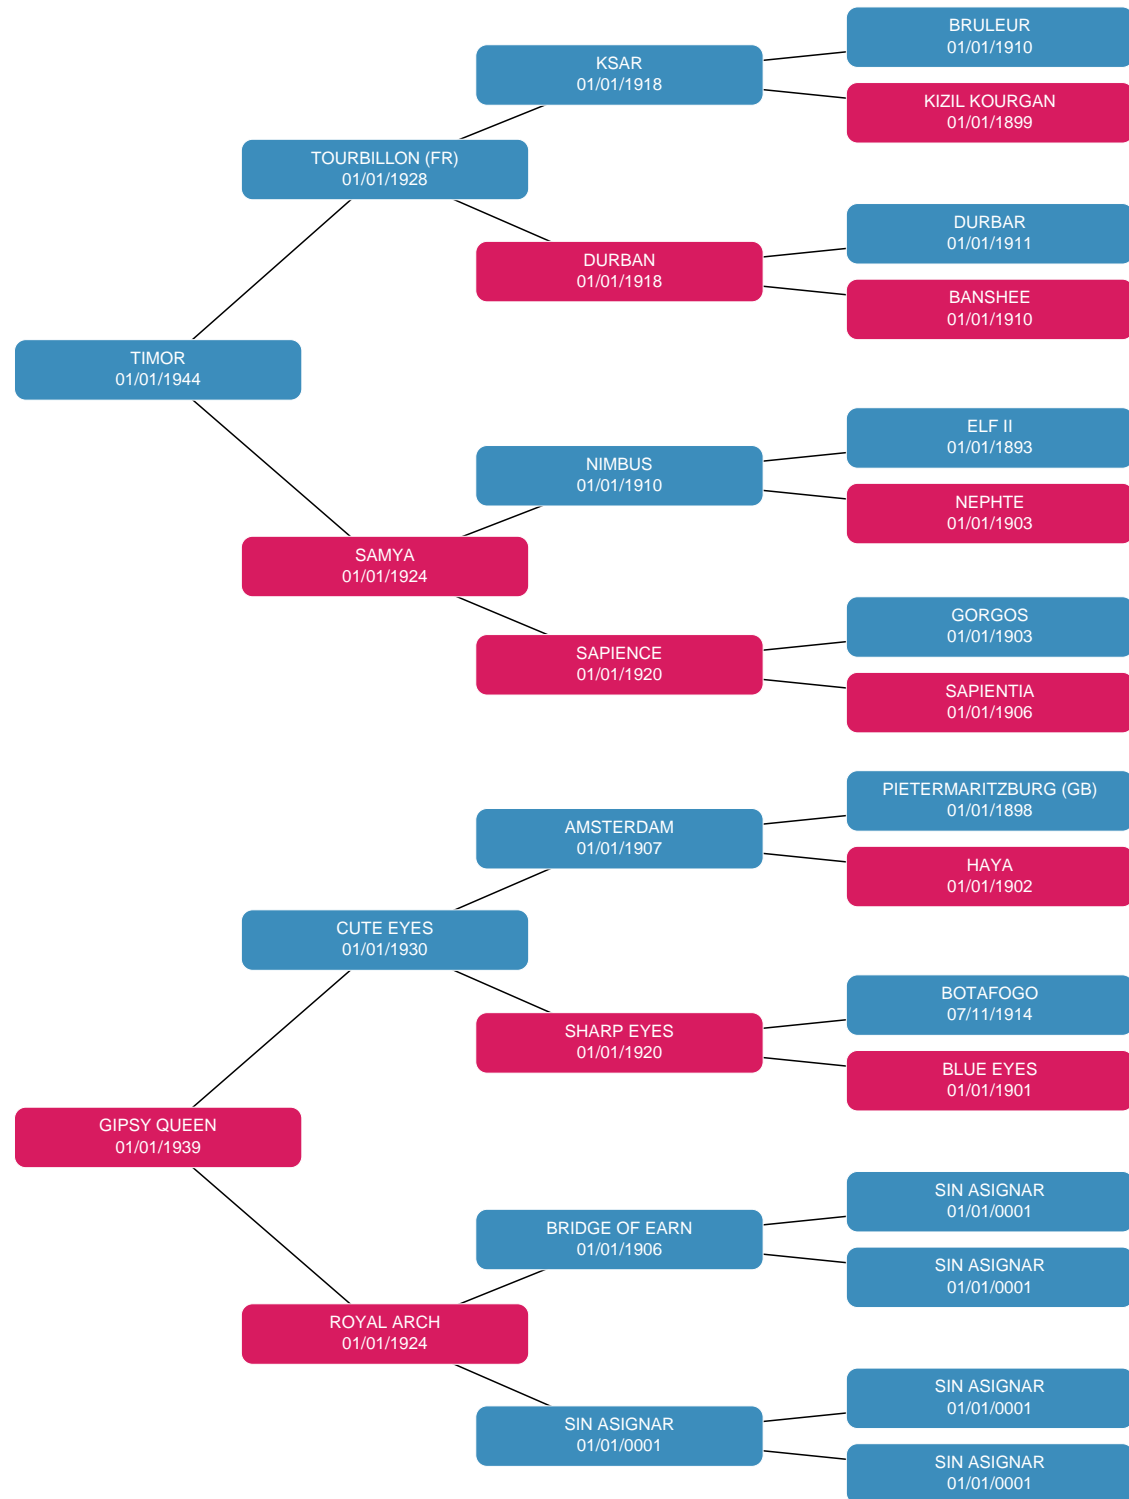 BRULEUR
01/01/1910
KSAR
01/01/1918
KIZIL KOURGAN
01/01/1899
TOURBILLON (FR)
01/01/1928
DURBAR
01/01/1911
DURBAN
01/01/1918
BANSHEE
01/01/1910
TIMOR
01/01/1944
ELF II
01/01/1893
NIMBUS
01/01/1910
NEPHTE
01/01/1903
SAMYA
01/01/1924
GORGOS
01/01/1903
SAPIENCE
01/01/1920
SAPIENTIA
01/01/1906
PIETERMARITZBURG (GB)
01/01/1898
AMSTERDAM
01/01/1907
HAYA
01/01/1902
CUTE EYES
01/01/1930
BOTAFOGO
07/11/1914
SHARP EYES
01/01/1920
BLUE EYES
01/01/1901
GIPSY QUEEN
01/01/1939
SIN ASIGNAR
01/01/0001
BRIDGE OF EARN
01/01/1906
SIN ASIGNAR
01/01/0001
ROYAL ARCH
01/01/1924
SIN ASIGNAR
01/01/0001
SIN ASIGNAR
01/01/0001
SIN ASIGNAR
01/01/0001